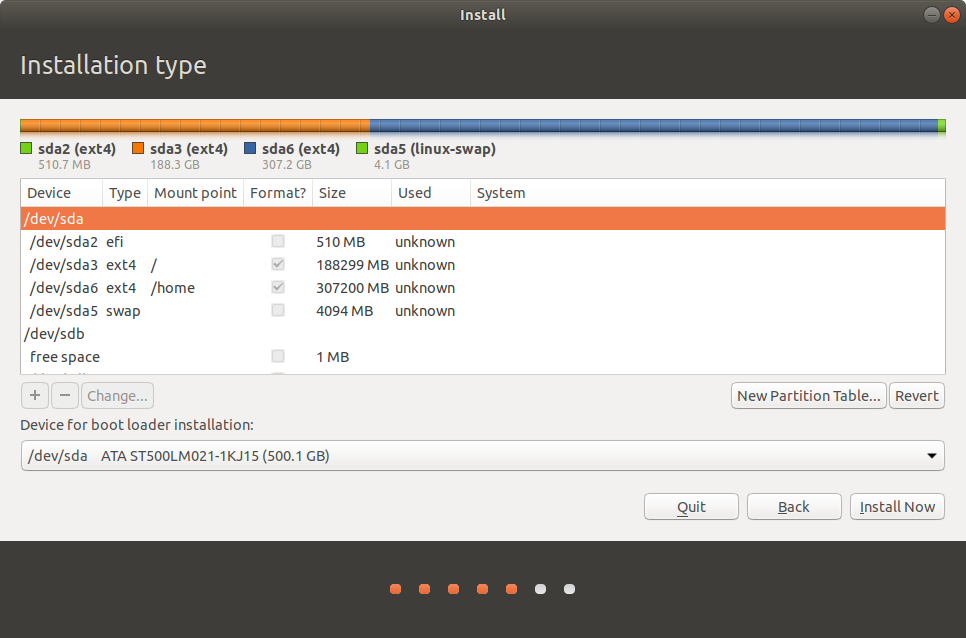 Install
Installation type
sda2 (ext4) sda3 (ext4) sda6 (ext4) sda5 (linux-swap)
510.7 MB 188.3 GB 307.2 GB 4.1 GB
Device Type Mount point Format? Size Used System
/dev/sda
/dev/sda2 efi 510 MB unknown
/dev/sda3 ext4 / 188299 MB unknown
/dev/sda6 ext4 /home 307200 MB unknown
/dev/sda5 swap 4094 MB unknown
/dev/sdb
free space 1 MB
+ − Change... New Partition Table... Revert
Device for boot loader installation:
/dev/sda ATA ST500LM021-1KJ15 (500.1 GB)
Quit Back Install Now